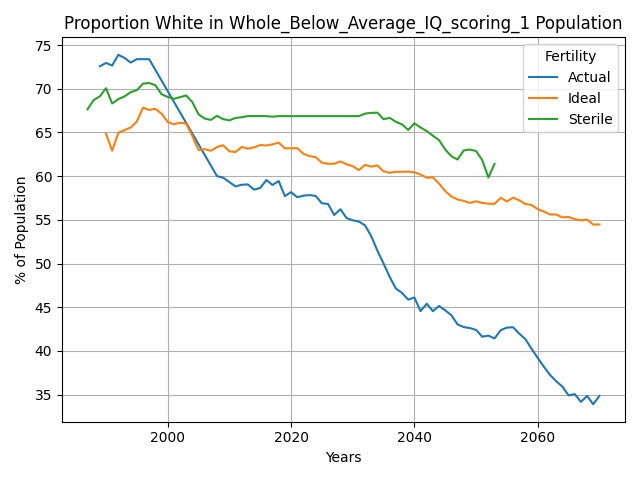 Proportion White in Whole_Below_Average_IQ_scoring_1 Population
% of Population
75
70
65
60
55
50
45
40
35
Fertility
Actual
Ideal
Sterile
2000
2020
2040
2060
Years